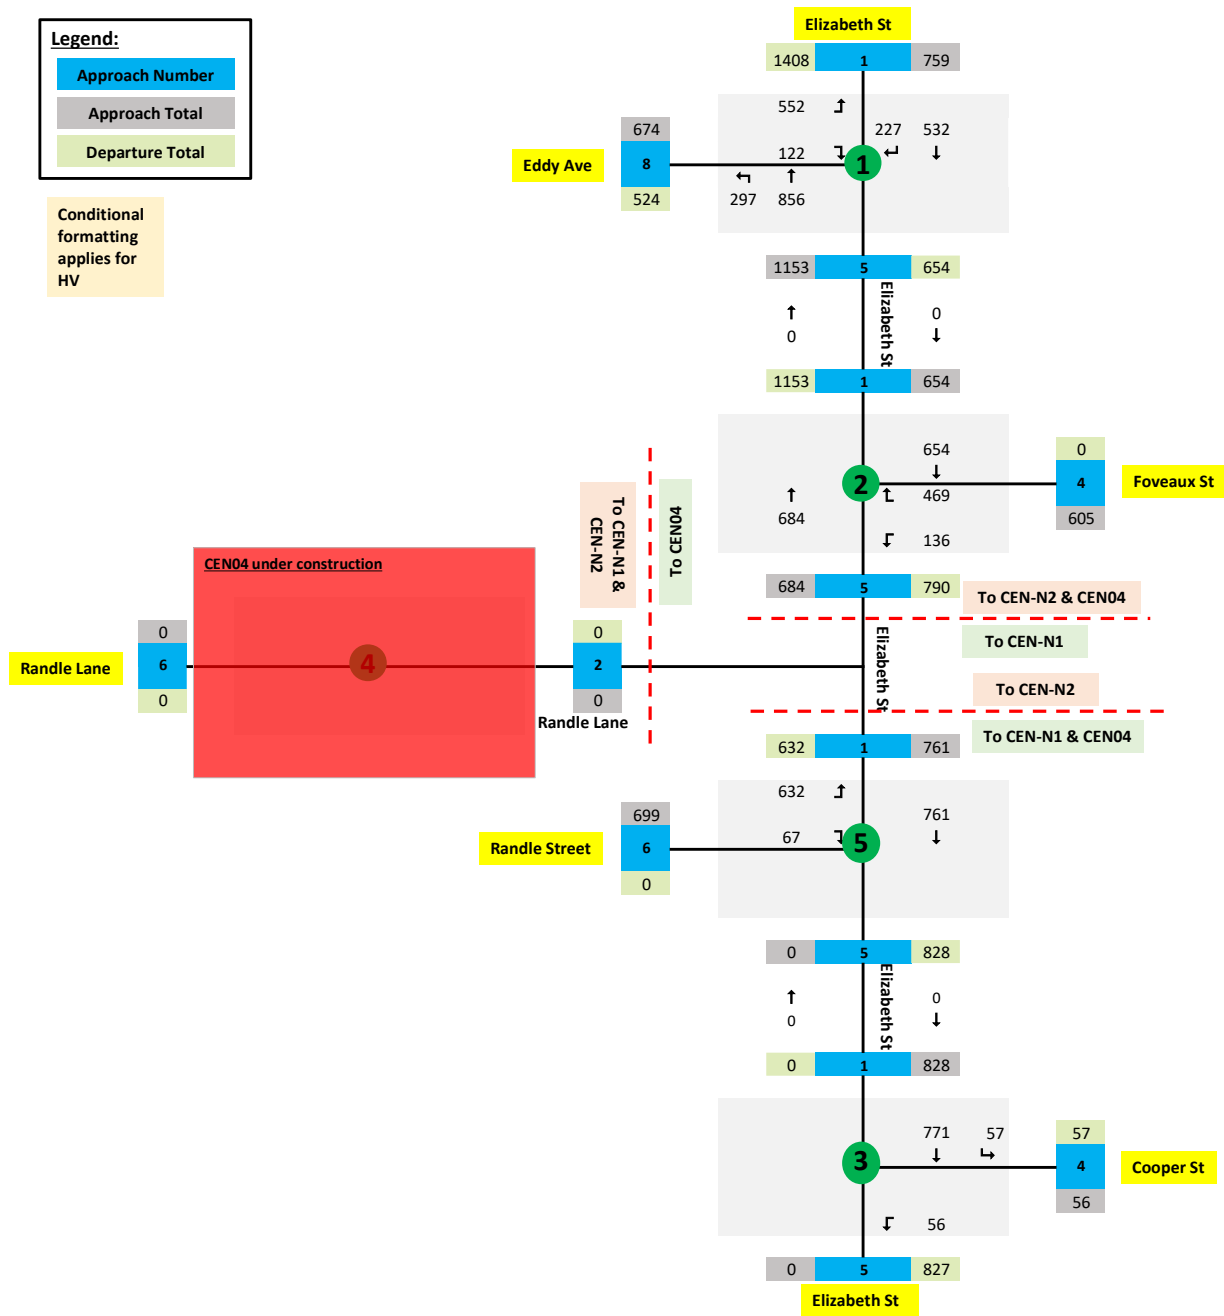 Elizabeth St
Legend:
Approach Number
Approach Total
Departure Total
Conditional
formatting
applies for
HV
1408 1 759
552
227 532
674
8
524
Eddy Ave
122
1
297 856
1153 5 654
Elizabeth St
0
0
1153 1 654
654
0
4
605
Foveaux St
2
469
684
136
To CEN-N1 &
CEN-N2
To CEN04
684 5 790
To CEN-N2 & CEN04
To CEN-N1
CEN04 under construction
0
6
0
Randle Lane
4
0
2
0
Randle Lane
Elizabeth St
To CEN-N2
To CEN-N1 & CEN04
632 1 761
632
761
699
6
0
Randle Street
67
5
0 5 828
Elizabeth St
0
0
0 1 828
771 57
57
4
56
Cooper St
3
56
0 5 827
Elizabeth St